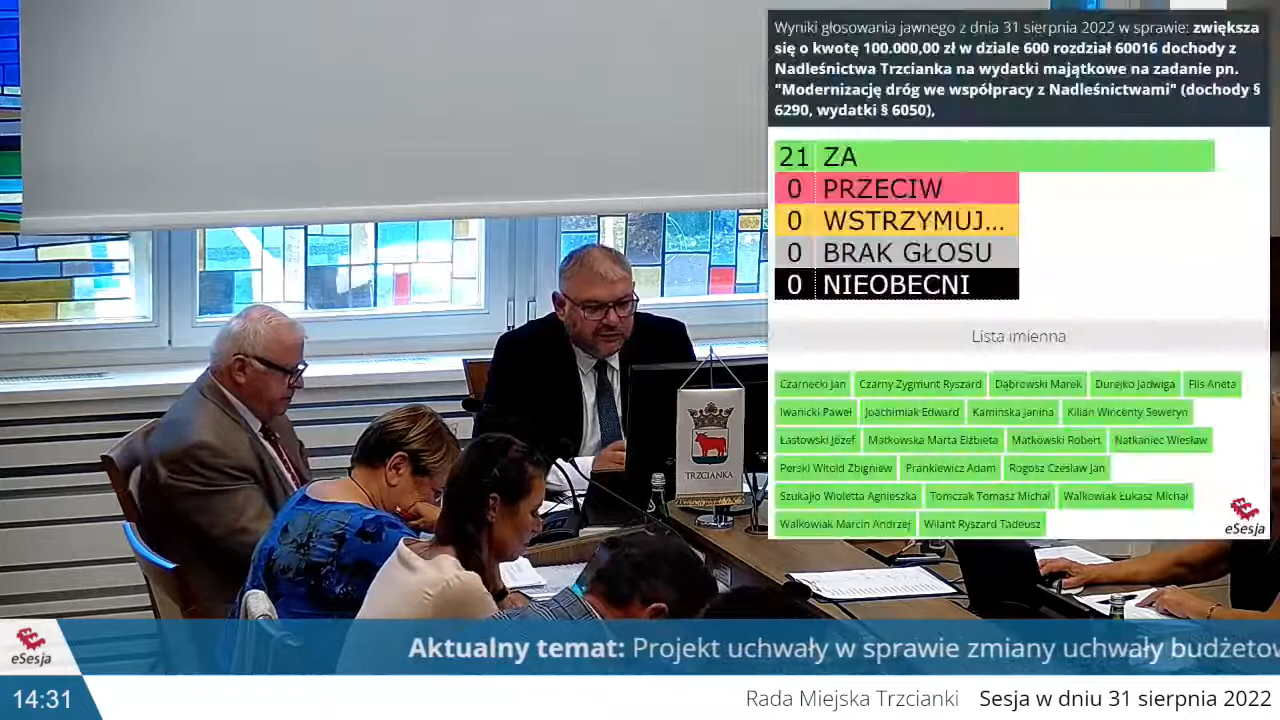 Wyniki głosowania jawnego z dnia 31 sierpnia 2022 w sprawie: zwiększa
się o kwotę 100.000,00 zł w dziale 600 rozdział 60016 dochody z
Nadleśnictwa Trzcianka na wydatki majątkowe na zadanie pn.
"Modernizację dróg we współpracy z Nadleśnictwami" (dochody §
6290, wydatki § 6050),
21 ZA
0 PRZECIW
0 WSTRZYMUJ...
0 BRAK GŁOSU
0 NIEOBECNI
Lista imienna
Czarnecki Jan Czarny Zygmunt Ryszard Dąbrowski Marek Durejko Jadwiga Flis Aneta
Iwanicki Paweł Joachimiak Edward Kamińska Janina Kilian Wincenty Seweryn
Łastowski Józef Matkowska Marta Elżbieta Matkowski Robert Natkaniec Wiesław
Perski Witold Zbigniew Prankiewicz Adam Rogosz Czesław Jan
Szukajło Wioletta Agnieszka Tomczak Tomasz Michał Walkowiak Łukasz Michał
Walkowiak Marcin Andrzej Wilant Ryszard Tadeusz
eSesja
TRZCIANKA
eSesja
Aktualny temat: Projekt uchwały w sprawie zmiany uchwały budżetow
14:31
Rada Miejska Trzcianki Sesja w dniu 31 sierpnia 2022